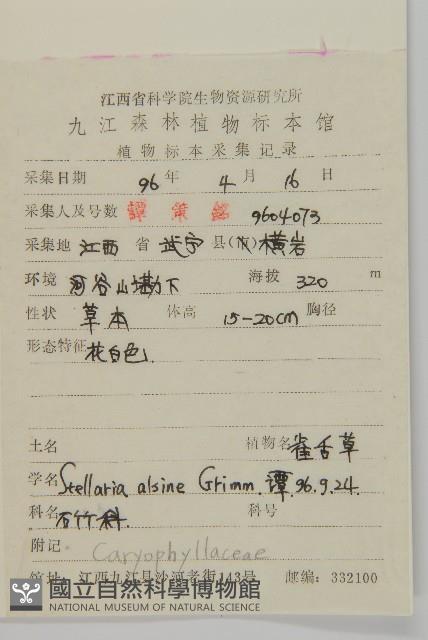 江西省科学院生物资源研究所
九江森林植物标本馆
植物标本采集记录
采集日期 96 年 4 月 16 日
采集人及号数 譚策銘 9604073
采集地 江西 省 武宁 县(市) 横岩
环境 河谷山墈下 海拔 320 m
性状 草本 体高 15-20cm 胸径
形态特征 花白色.
土名 植物名 雀舌草
学名 Stellaria alsine Grimm. 谭.96.9.24.
科名 石竹科. 科号
附记 Caryophyllaceae
馆址: 江西九江县沙河老街143号 邮编: 332100
國立自然科學博物館
NATIONAL MUSEUM OF NATURAL SCIENCE